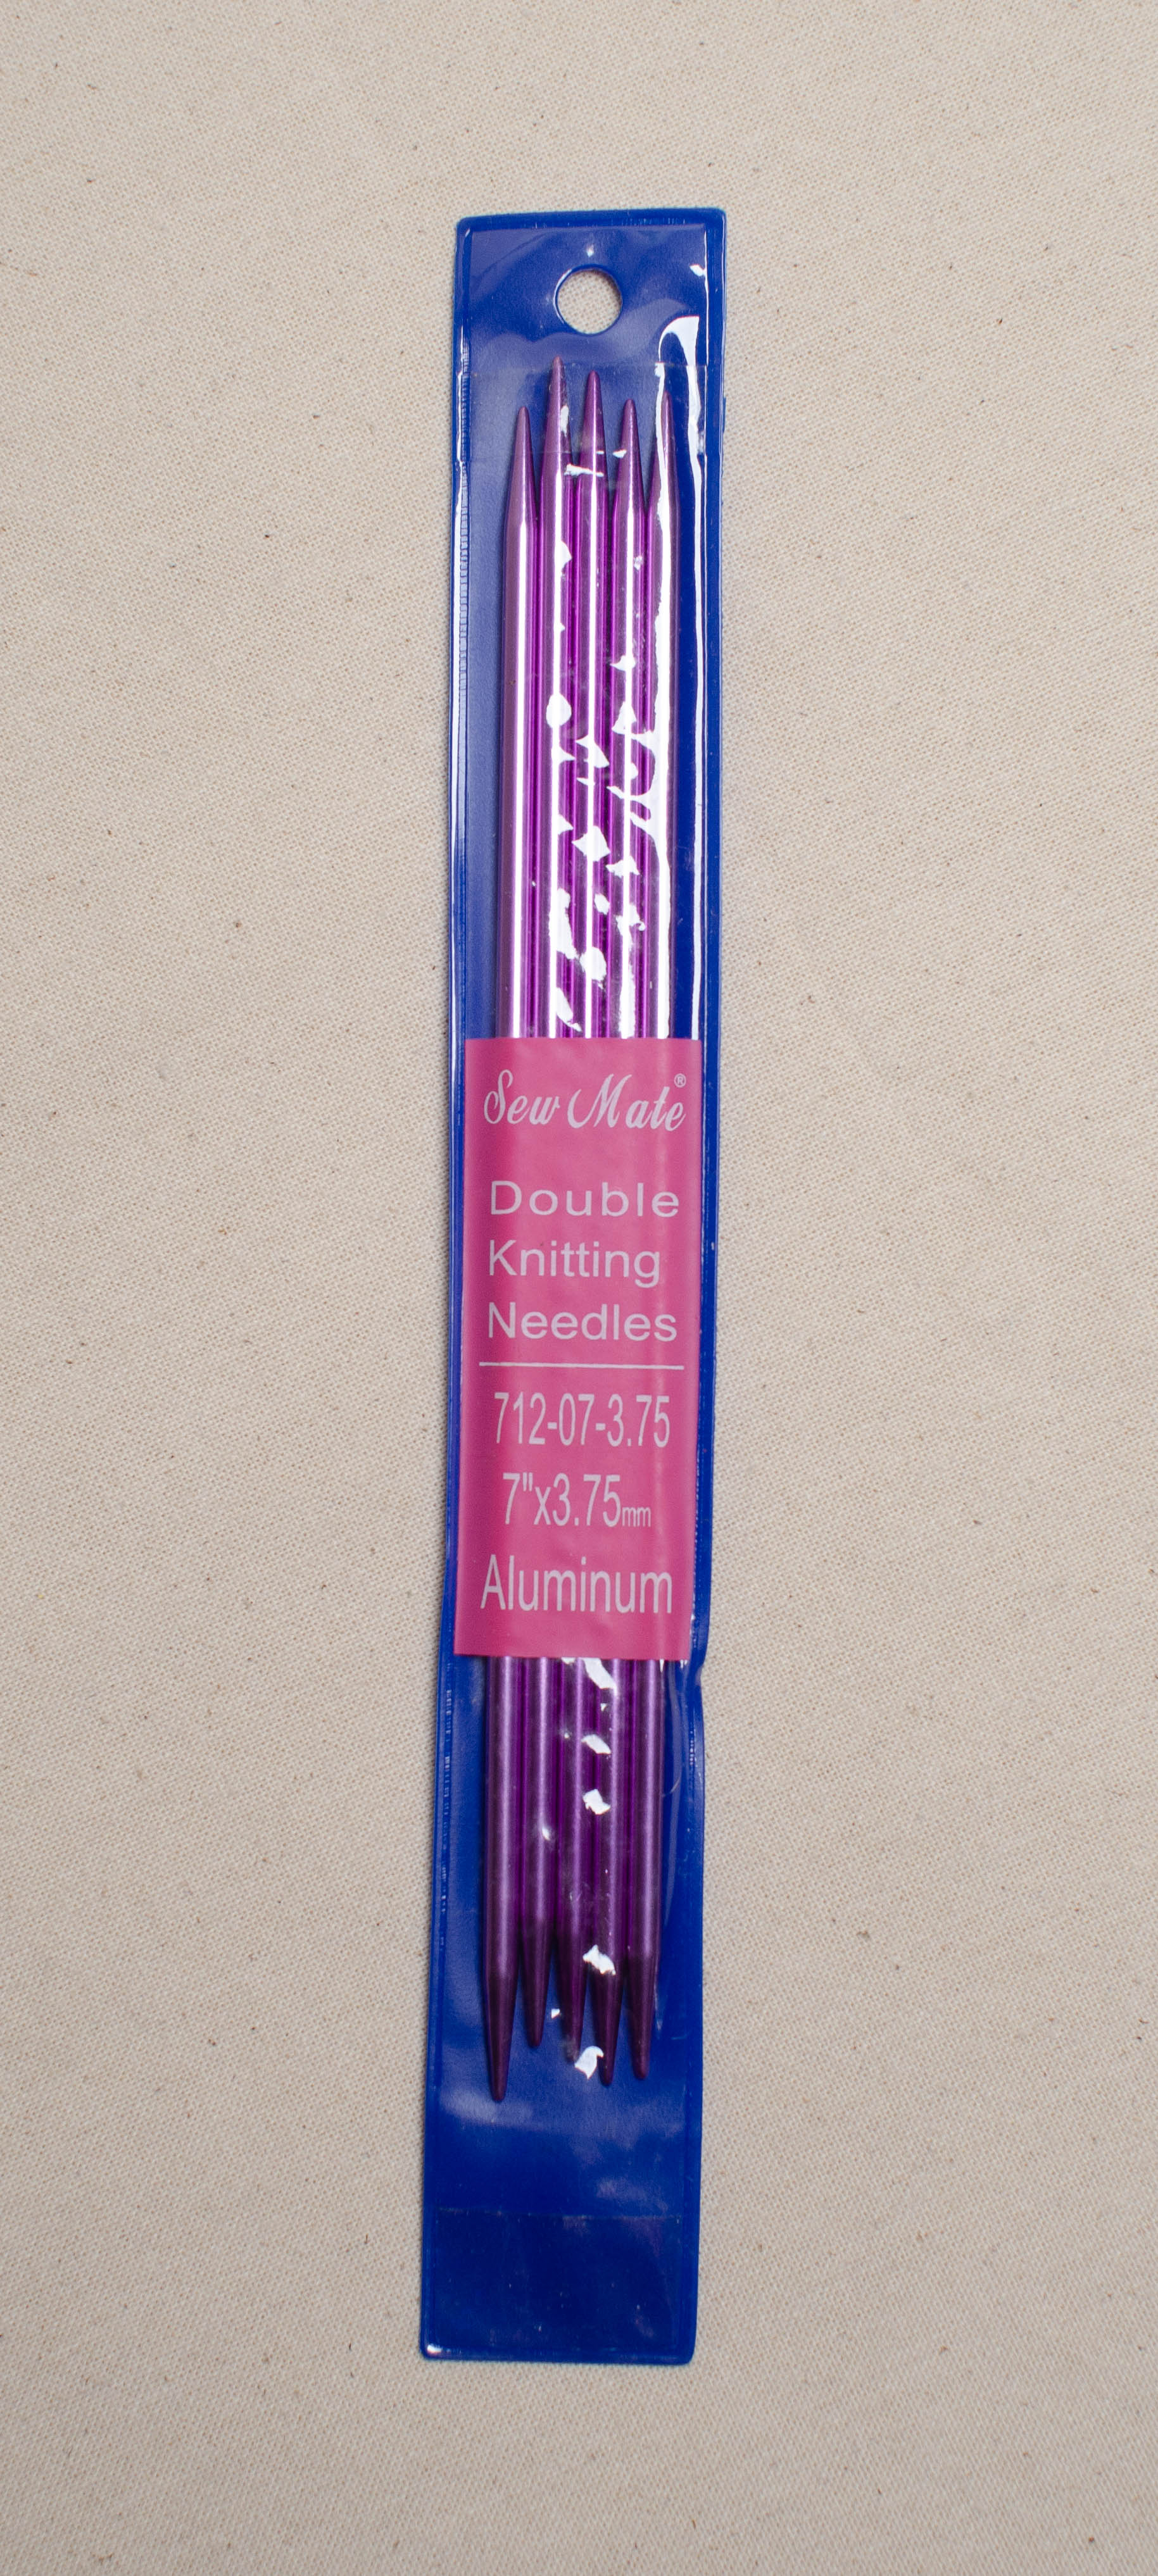 Sew Mate®
Double
Knitting
Needles
712-07-3.75
7"x3.75mm
Aluminum